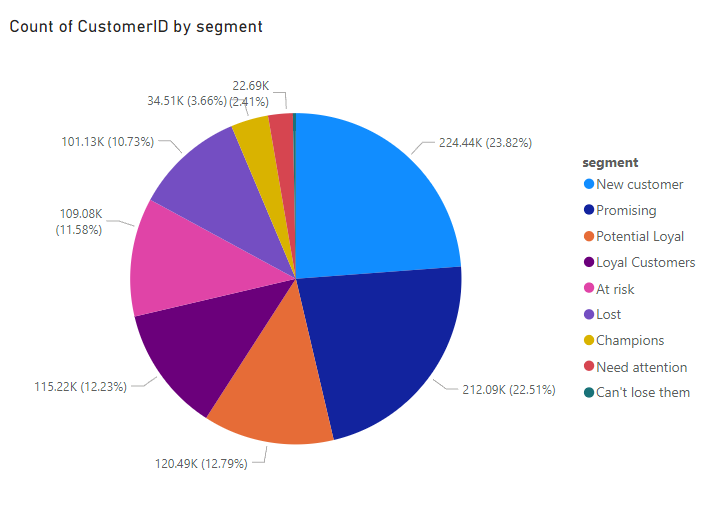 Count of CustomerID by segment
22.69K
(2.41%)
34.51K (3.66%)
101.13K (10.73%)
224.44K (23.82%)
109.08K
(11.58%)
115.22K (12.23%)
212.09K (22.51%)
120.49K (12.79%)
segment
New customer
Promising
Potential Loyal
Loyal Customers
At risk
Lost
Champions
Need attention
Can't lose them